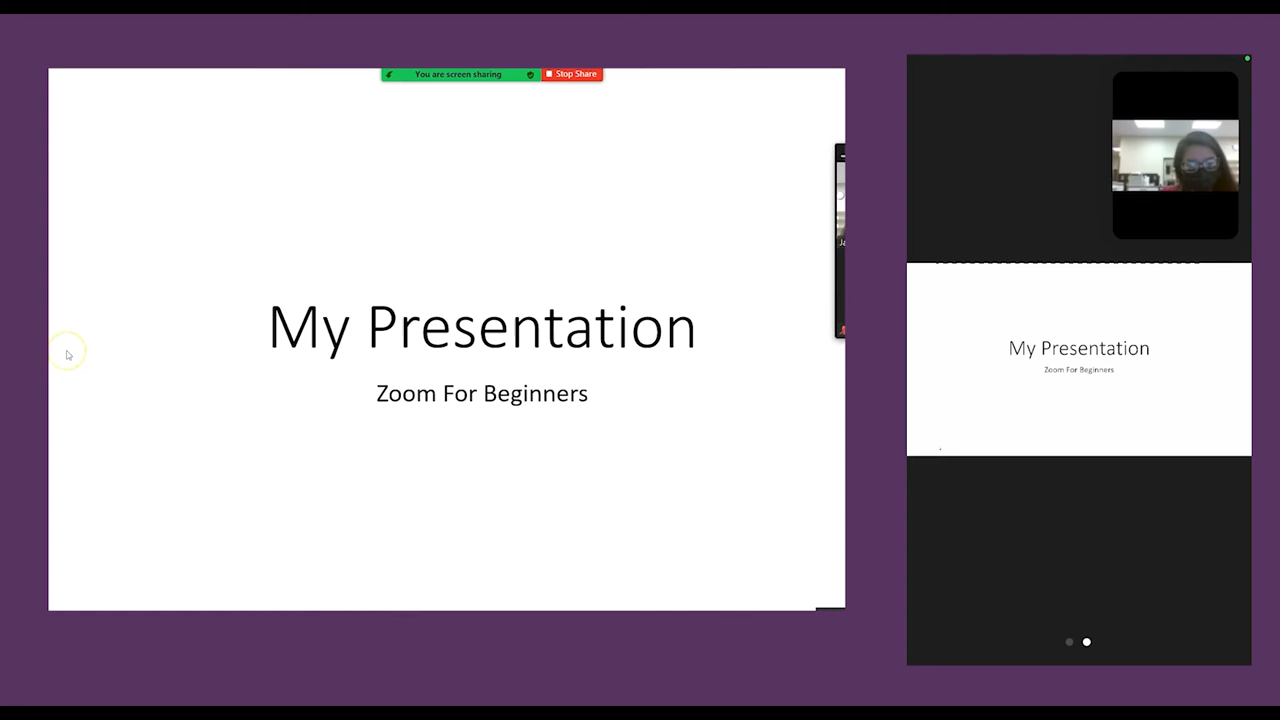 You are screen sharing
Stop Share
My Presentation
Zoom For Beginners
My Presentation
Zoom For Beginners